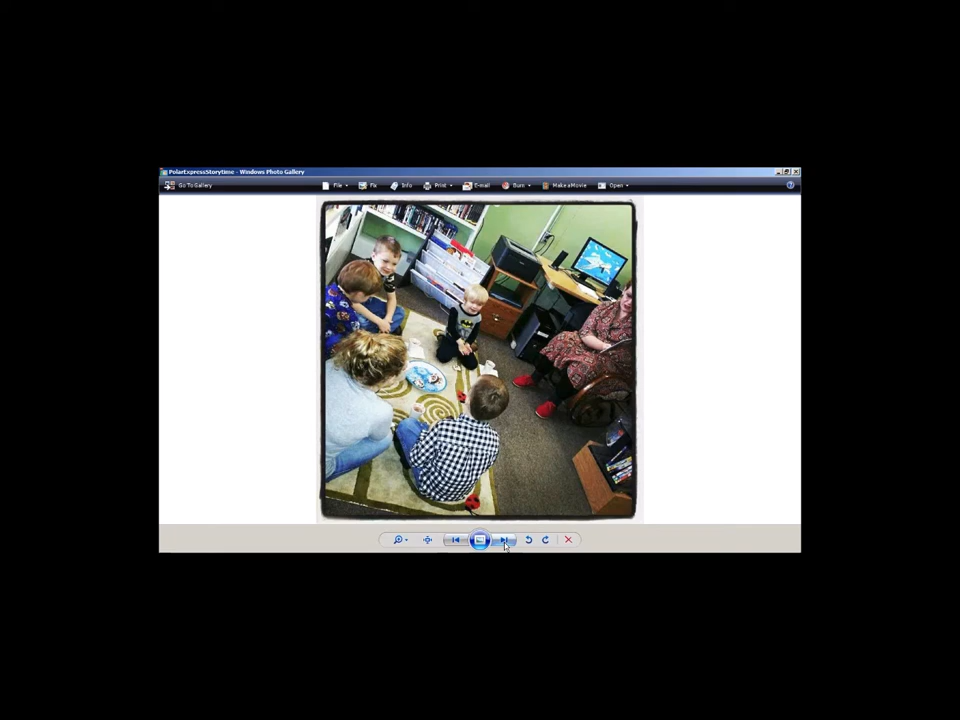 PolarExpressStorytime - Windows Photo Gallery
Go To Gallery File Fix Info Print E-mail Burn Make a Movie Open